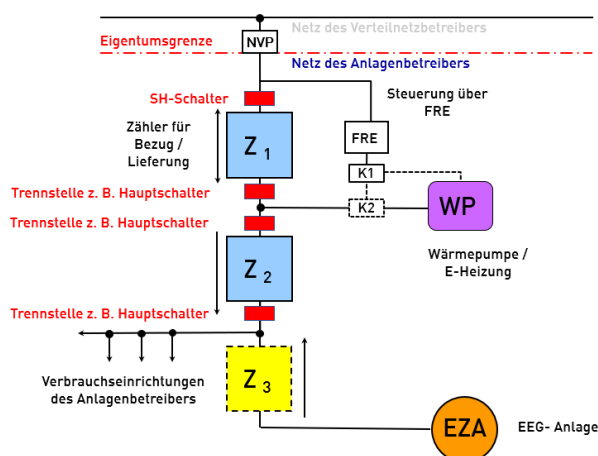 Netz des Verteilnetzbetreibers
Eigentumsgrenze
NVP
Netz des Anlagenbetreibers
SH-Schalter
Steuerung über
FRE
Zähler für
Bezug /
Lieferung
Z 1
FRE
K1
Trennstelle z. B. Hauptschalter
K2
WP
Trennstelle z. B. Hauptschalter
Wärmepumpe /
E-Heizung
Z 2
Trennstelle z. B. Hauptschalter
Z 3
Verbrauchseinrichtungen
des Anlagenbetreibers
EZA
EEG- Anlage